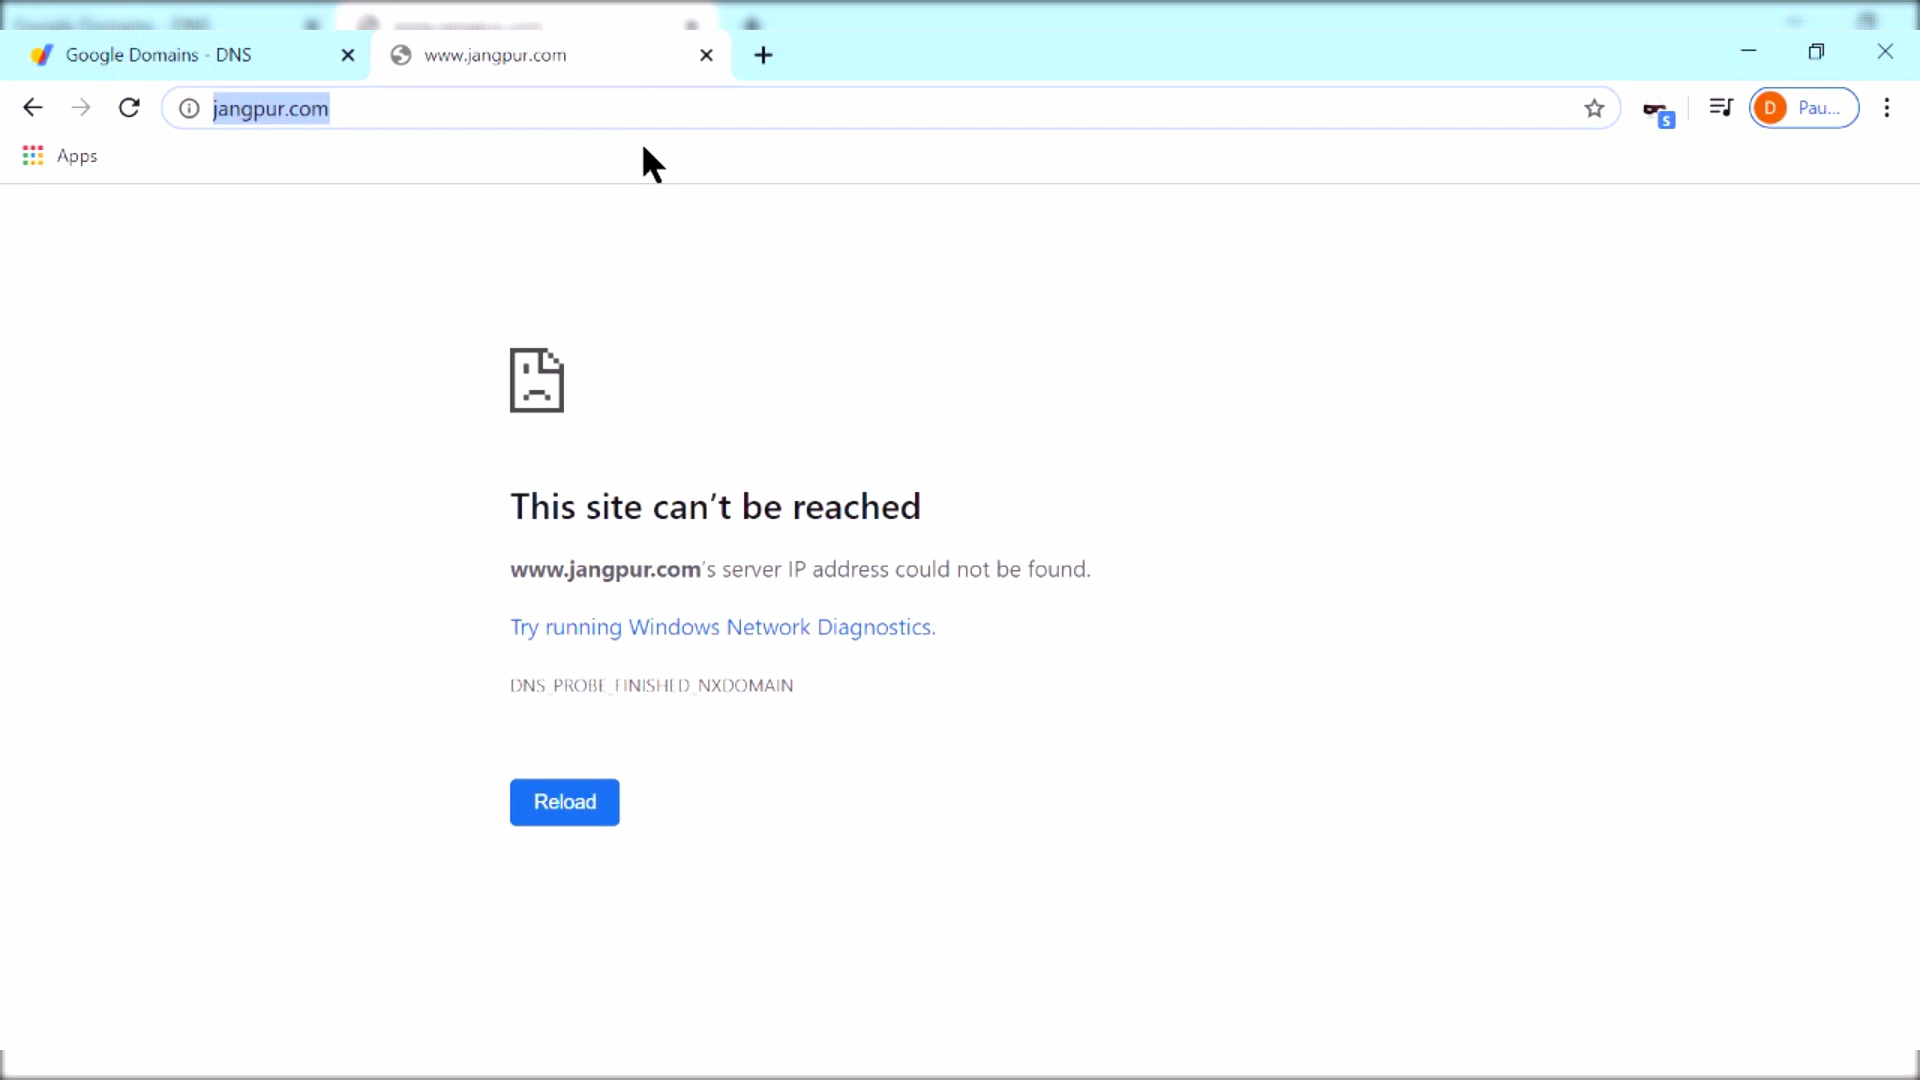 Google Domains - DNS
www.jangpur.com
jangpur.com
S
D
Pau...
Apps
This site can't be reached
www.jangpur.com's server IP address could not be found.
Try running Windows Network Diagnostics.
DNS_PROBE_FINISHED_NXDOMAIN
Reload